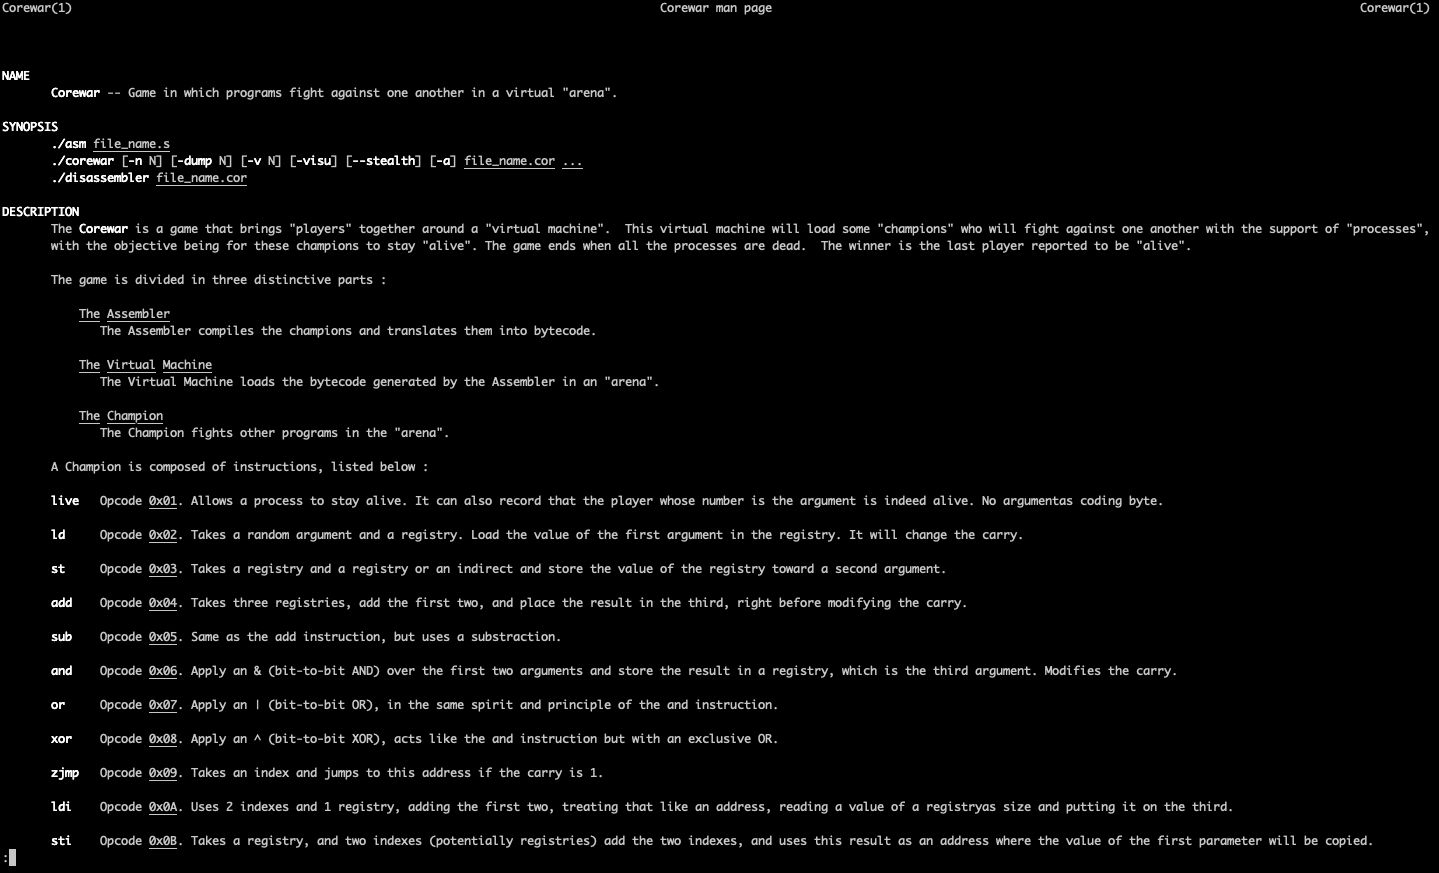 Corewar(1) Corewar man page Corewar(1)
NAME
Corewar -- Game in which programs fight against one another in a virtual "arena".
SYNOPSIS
./asm file_name.s
./corewar [-n N] [-dump N] [-v N] [-visu] [--stealth] [-a] file_name.cor ...
./disassembler file_name.cor
DESCRIPTION
The Corewar is a game that brings "players" together around a "virtual machine".  This virtual machine will load some "champions" who will fight against one another with the support of "processes",
with the objective being for these champions to stay "alive". The game ends when all the processes are dead.  The winner is the last player reported to be "alive".
The game is divided in three distinctive parts :
The Assembler
The Assembler compiles the champions and translates them into bytecode.
The Virtual Machine
The Virtual Machine loads the bytecode generated by the Assembler in an "arena".
The Champion
The Champion fights other programs in the "arena".
A Champion is composed of instructions, listed below :
live Opcode 0x01. Allows a process to stay alive. It can also record that the player whose number is the argument is indeed alive. No argumentas coding byte.
ld Opcode 0x02. Takes a random argument and a registry. Load the value of the first argument in the registry. It will change the carry.
st Opcode 0x03. Takes a registry and a registry or an indirect and store the value of the registry toward a second argument.
add Opcode 0x04. Takes three registries, add the first two, and place the result in the third, right before modifying the carry.
sub Opcode 0x05. Same as the add instruction, but uses a substraction.
and Opcode 0x06. Apply an & (bit-to-bit AND) over the first two arguments and store the result in a registry, which is the third argument. Modifies the carry.
or Opcode 0x07. Apply an | (bit-to-bit OR), in the same spirit and principle of the and instruction.
xor Opcode 0x08. Apply an ^ (bit-to-bit XOR), acts like the and instruction but with an exclusive OR.
zjmp Opcode 0x09. Takes an index and jumps to this address if the carry is 1.
ldi Opcode 0x0A. Uses 2 indexes and 1 registry, adding the first two, treating that like an address, reading a value of a registryas size and putting it on the third.
sti Opcode 0x0B. Takes a registry, and two indexes (potentially registries) add the two indexes, and uses this result as an address where the value of the first parameter will be copied.
: